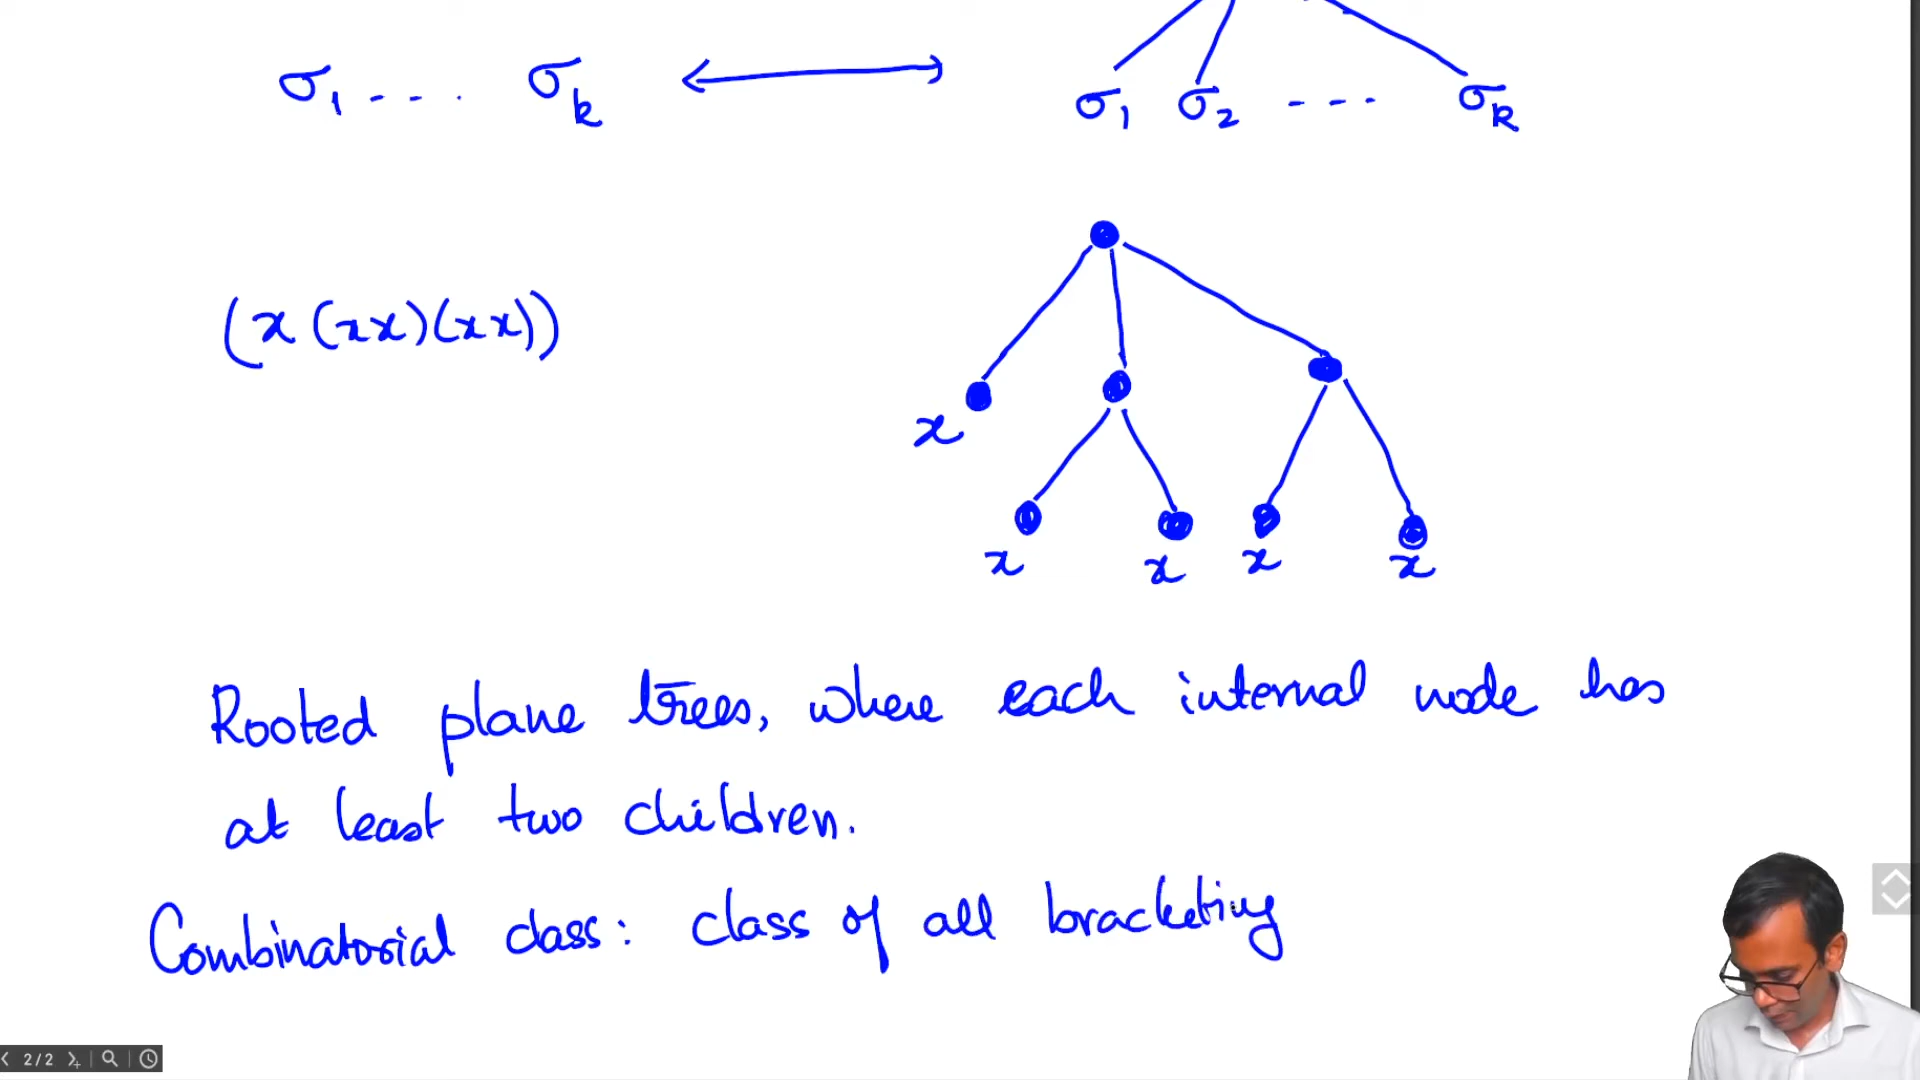 σ₁ ... σₖ ⟷ σ₁ σ₂ --- σₖ
(x (xx)(xx))
x
x x x x
Rooted plane trees, where each internal node has
at least two children.
Combinatorial class: class of all bracketing
2/2